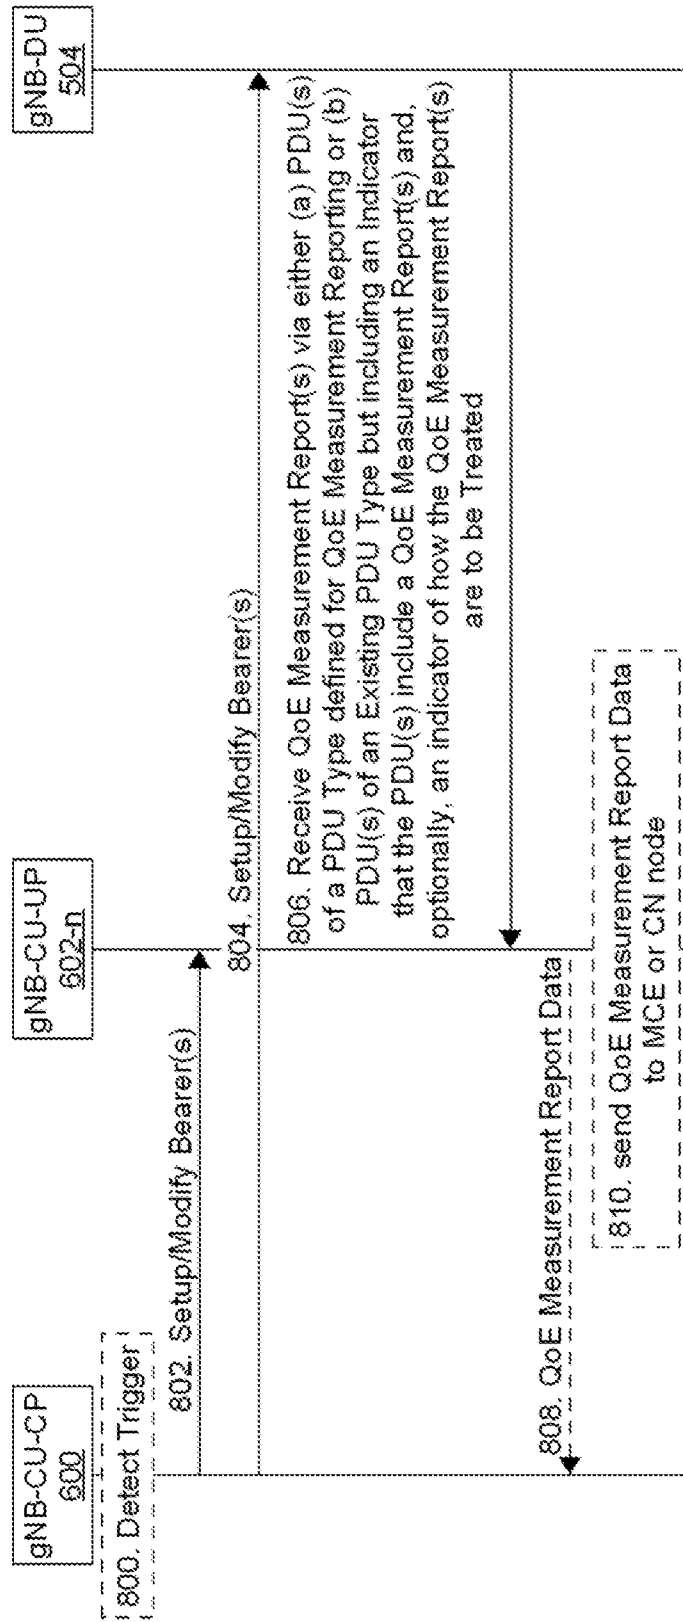 gNB-CU-CP
600
gNB-CU-UP
602-n
gNB-DU
504
800. Detect Trigger
802. Setup/Modify Bearer(s)
804. Setup/Modify Bearer(s)
806. Receive QoE Measurement Report(s) via either (a) PDU(s)
of a PDU Type defined for QoE Measurement Reporting or (b)
PDU(s) of an Existing PDU Type but including an Indicator
that the PDU(s) include a QoE Measurement Report(s) and,
optionally, an indicator of how the QoE Measurement Report(s)
are to be Treated
808. QoE Measurement Report Data
810. send QoE Measurement Report Data
to MCE or CN node